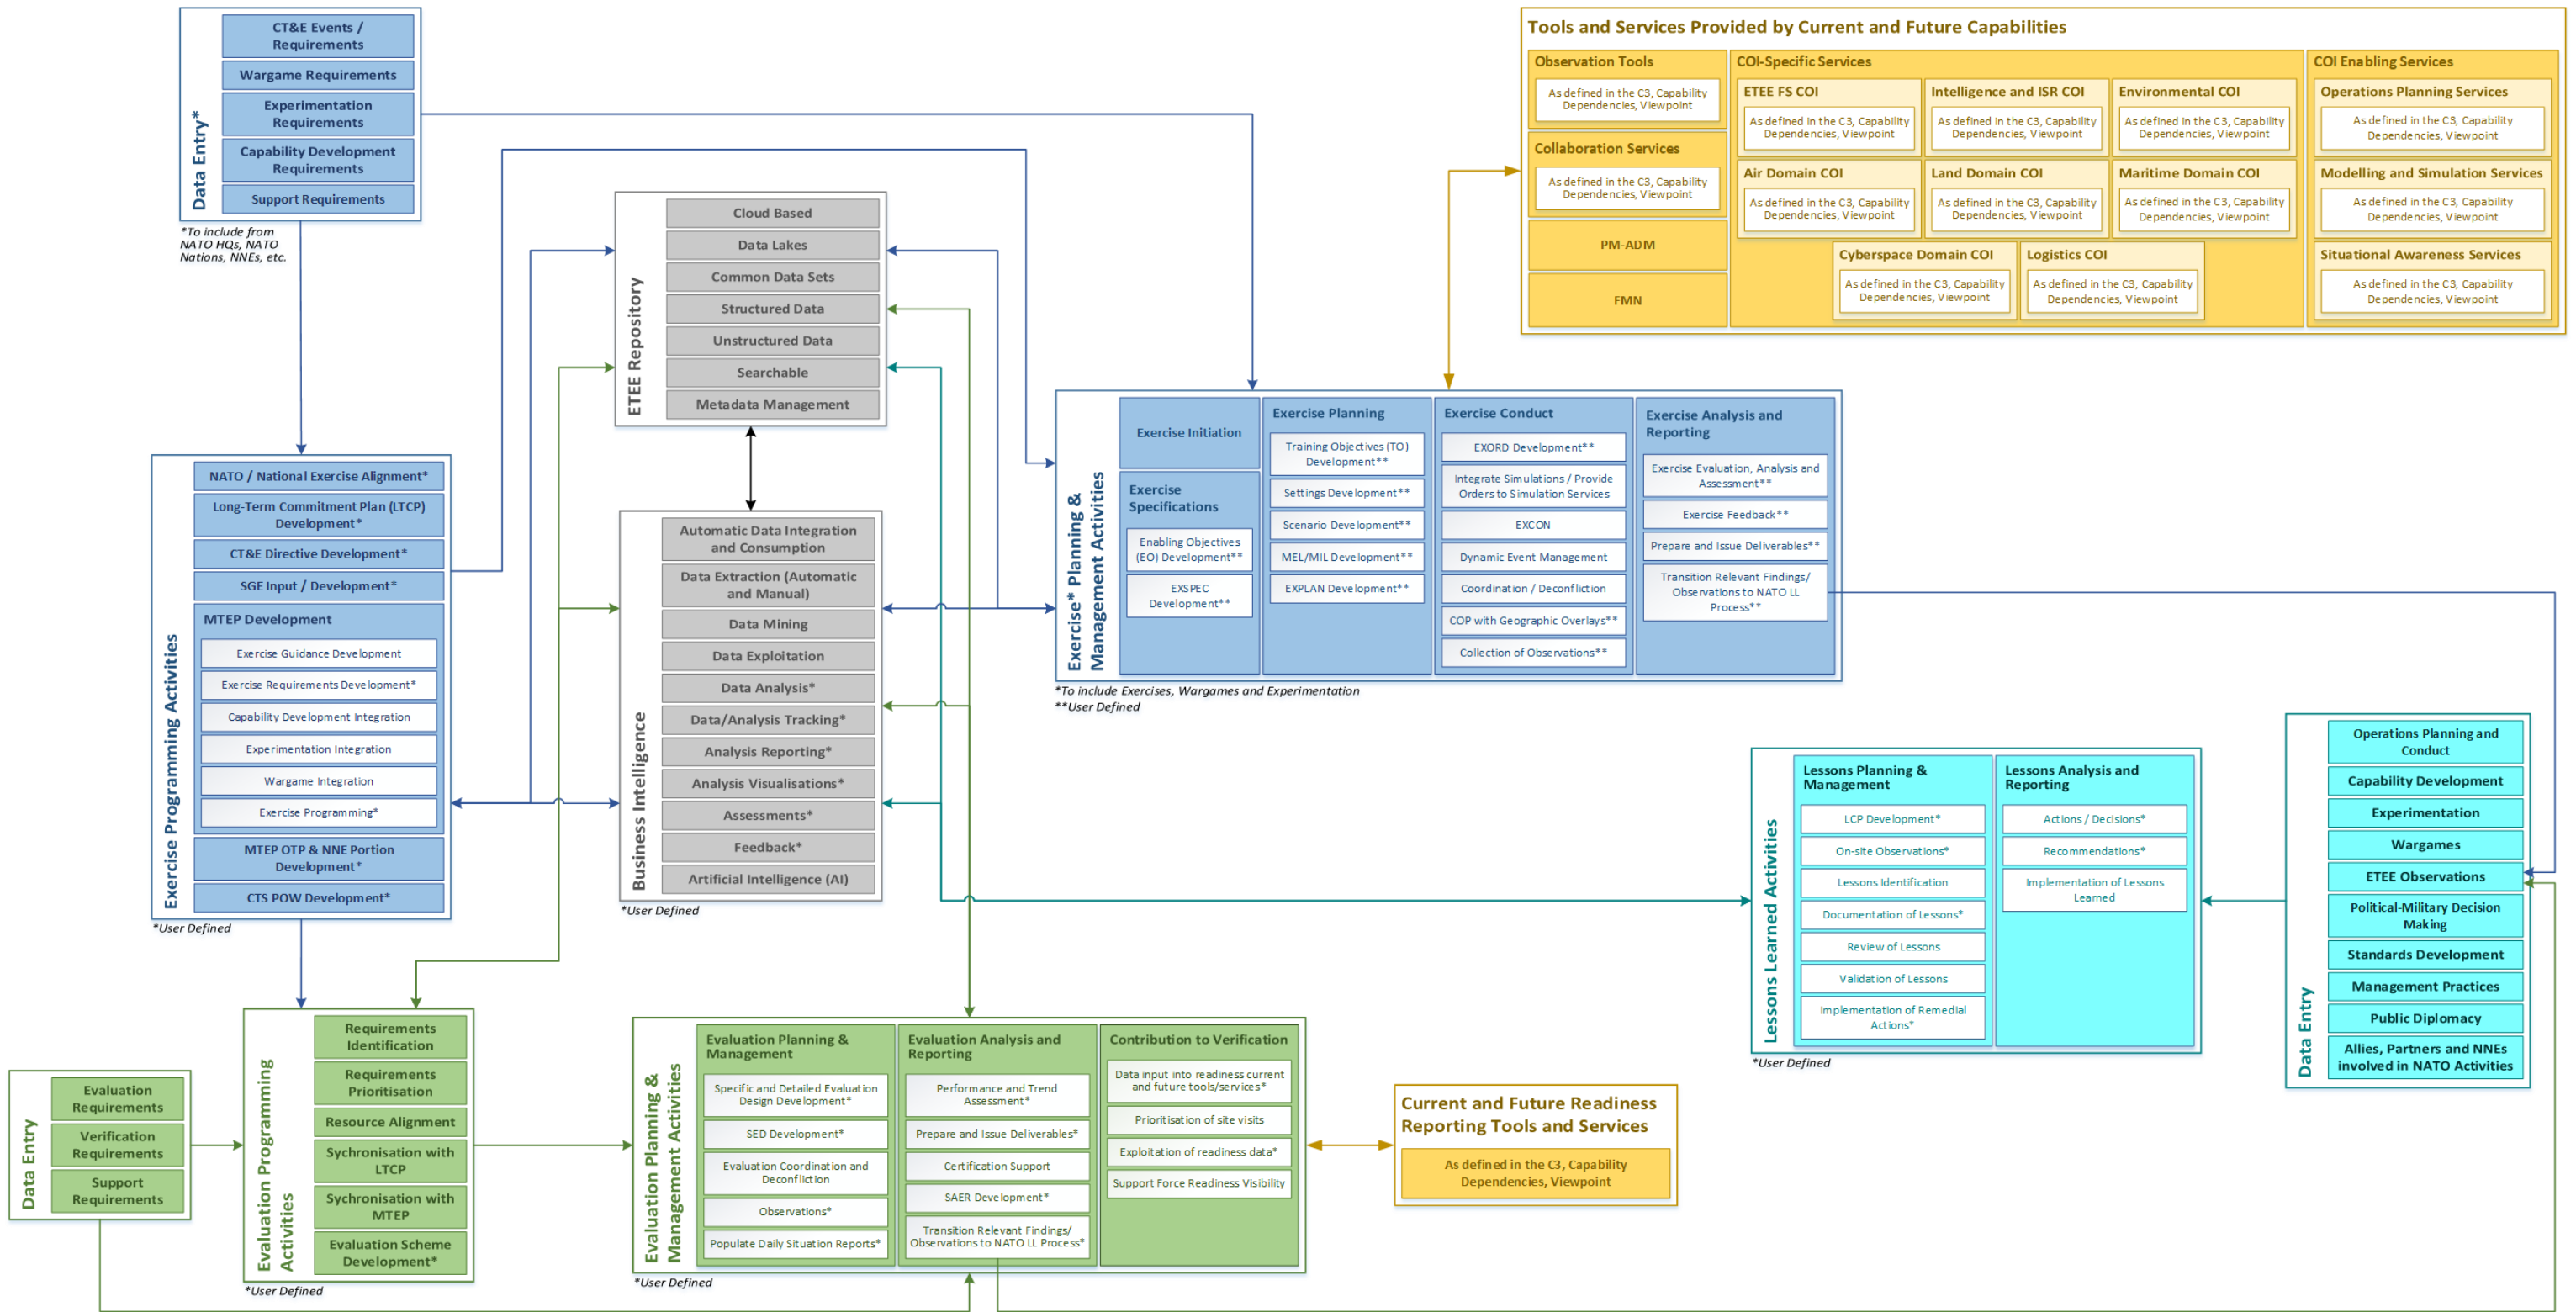 Data Entry*
CT&E Events /
Requirements
Wargame Requirements
Experimentation
Requirements
Capability Development
Requirements
Support Requirements
*To include from
NATO HQs, NATO
Nations, NNEs, etc.
Tools and Services Provided by Current and Future Capabilities
Observation Tools
As defined in the C3, Capability
Dependencies, Viewpoint
Collaboration Services
As defined in the C3, Capability
Dependencies, Viewpoint
PM-ADM
FMN
COI-Specific Services
ETEE FS COI
As defined in the C3, Capability
Dependencies, Viewpoint
Intelligence and ISR COI
As defined in the C3, Capability
Dependencies, Viewpoint
Environmental COI
As defined in the C3, Capability
Dependencies, Viewpoint
Air Domain COI
As defined in the C3, Capability
Dependencies, Viewpoint
Land Domain COI
As defined in the C3, Capability
Dependencies, Viewpoint
Maritime Domain COI
As defined in the C3, Capability
Dependencies, Viewpoint
Cyberspace Domain COI
As defined in the C3, Capability
Dependencies, Viewpoint
Logistics COI
As defined in the C3, Capability
Dependencies, Viewpoint
COI Enabling Services
Operations Planning Services
As defined in the C3, Capability
Dependencies, Viewpoint
Modelling and Simulation Services
As defined in the C3, Capability
Dependencies, Viewpoint
Situational Awareness Services
As defined in the C3, Capability
Dependencies, Viewpoint
ETEE Repository
Cloud Based
Data Lakes
Common Data Sets
Structured Data
Unstructured Data
Searchable
Metadata Management
Exercise Programming Activities
NATO / National Exercise Alignment*
Long-Term Commitment Plan (LTCP)
Development*
CT&E Directive Development*
SGE Input / Development*
MTEP Development
Exercise Guidance Development
Exercise Requirements Development*
Capability Development Integration
Experimentation Integration
Wargame Integration
Exercise Programming*
MTEP OTP & NNE Portion
Development*
CTS POW Development*
*User Defined
Business Intelligence
Automatic Data Integration
and Consumption
Data Extraction (Automatic
and Manual)
Data Mining
Data Exploitation
Data Analysis*
Data/Analysis Tracking*
Analysis Reporting*
Analysis Visualisations*
Assessments*
Feedback*
Artificial Intelligence (AI)
*User Defined
Exercise* Planning &
Management Activities
Exercise Initiation
Exercise
Specifications
Enabling Objectives
(EO) Development**
EXSPEC
Development**
Exercise Planning
Training Objectives (TO)
Development**
Settings Development**
Scenario Development**
MEL/MIL Development**
EXPLAN Development**
Exercise Conduct
EXORD Development**
Integrate Simulations / Provide
Orders to Simulation Services
EXCON
Dynamic Event Management
Coordination / Deconfliction
COP with Geographic Overlays**
Collection of Observations**
Exercise Analysis and
Reporting
Exercise Evaluation, Analysis and
Assessment**
Exercise Feedback**
Prepare and Issue Deliverables**
Transition Relevant Findings/
Observations to NATO LL
Process**
*To include Exercises, Wargames and Experimentation
**User Defined
Lessons Learned Activities
Lessons Planning &
Management
LCP Development*
On-site Observations*
Lessons Identification
Documentation of Lessons*
Review of Lessons
Validation of Lessons
Implementation of Remedial
Actions*
Lessons Analysis and
Reporting
Actions / Decisions*
Recommendations*
Implementation of Lessons
Learned
*User Defined
Data Entry
Operations Planning and
Conduct
Capability Development
Experimentation
Wargames
ETEE Observations
Political-Military Decision
Making
Standards Development
Management Practices
Public Diplomacy
Allies, Partners and NNEs
involved in NATO Activities
Data Entry
Evaluation
Requirements
Verification
Requirements
Support
Requirements
Evaluation Programming
Activities
Requirements
Identification
Requirements
Prioritisation
Resource Alignment
Sychronisation with
LTCP
Sychronisation with
MTEP
Evaluation Scheme
Development*
*User Defined
Evaluation Planning &
Management Activities
Evaluation Planning &
Management
Specific and Detailed Evaluation
Design Development*
SED Development*
Evaluation Coordination and
Deconfliction
Observations*
Populate Daily Situation Reports*
Evaluation Analysis and
Reporting
Performance and Trend
Assessment*
Prepare and Issue Deliverables*
Certification Support
SAER Development*
Transition Relevant Findings/
Observations to NATO LL Process*
Contribution to Verification
Data input into readiness current
and future tools/services*
Prioritisation of site visits
Exploitation of readiness data*
Support Force Readiness Visibility
*User Defined
Current and Future Readiness
Reporting Tools and Services
As defined in the C3, Capability
Dependencies, Viewpoint